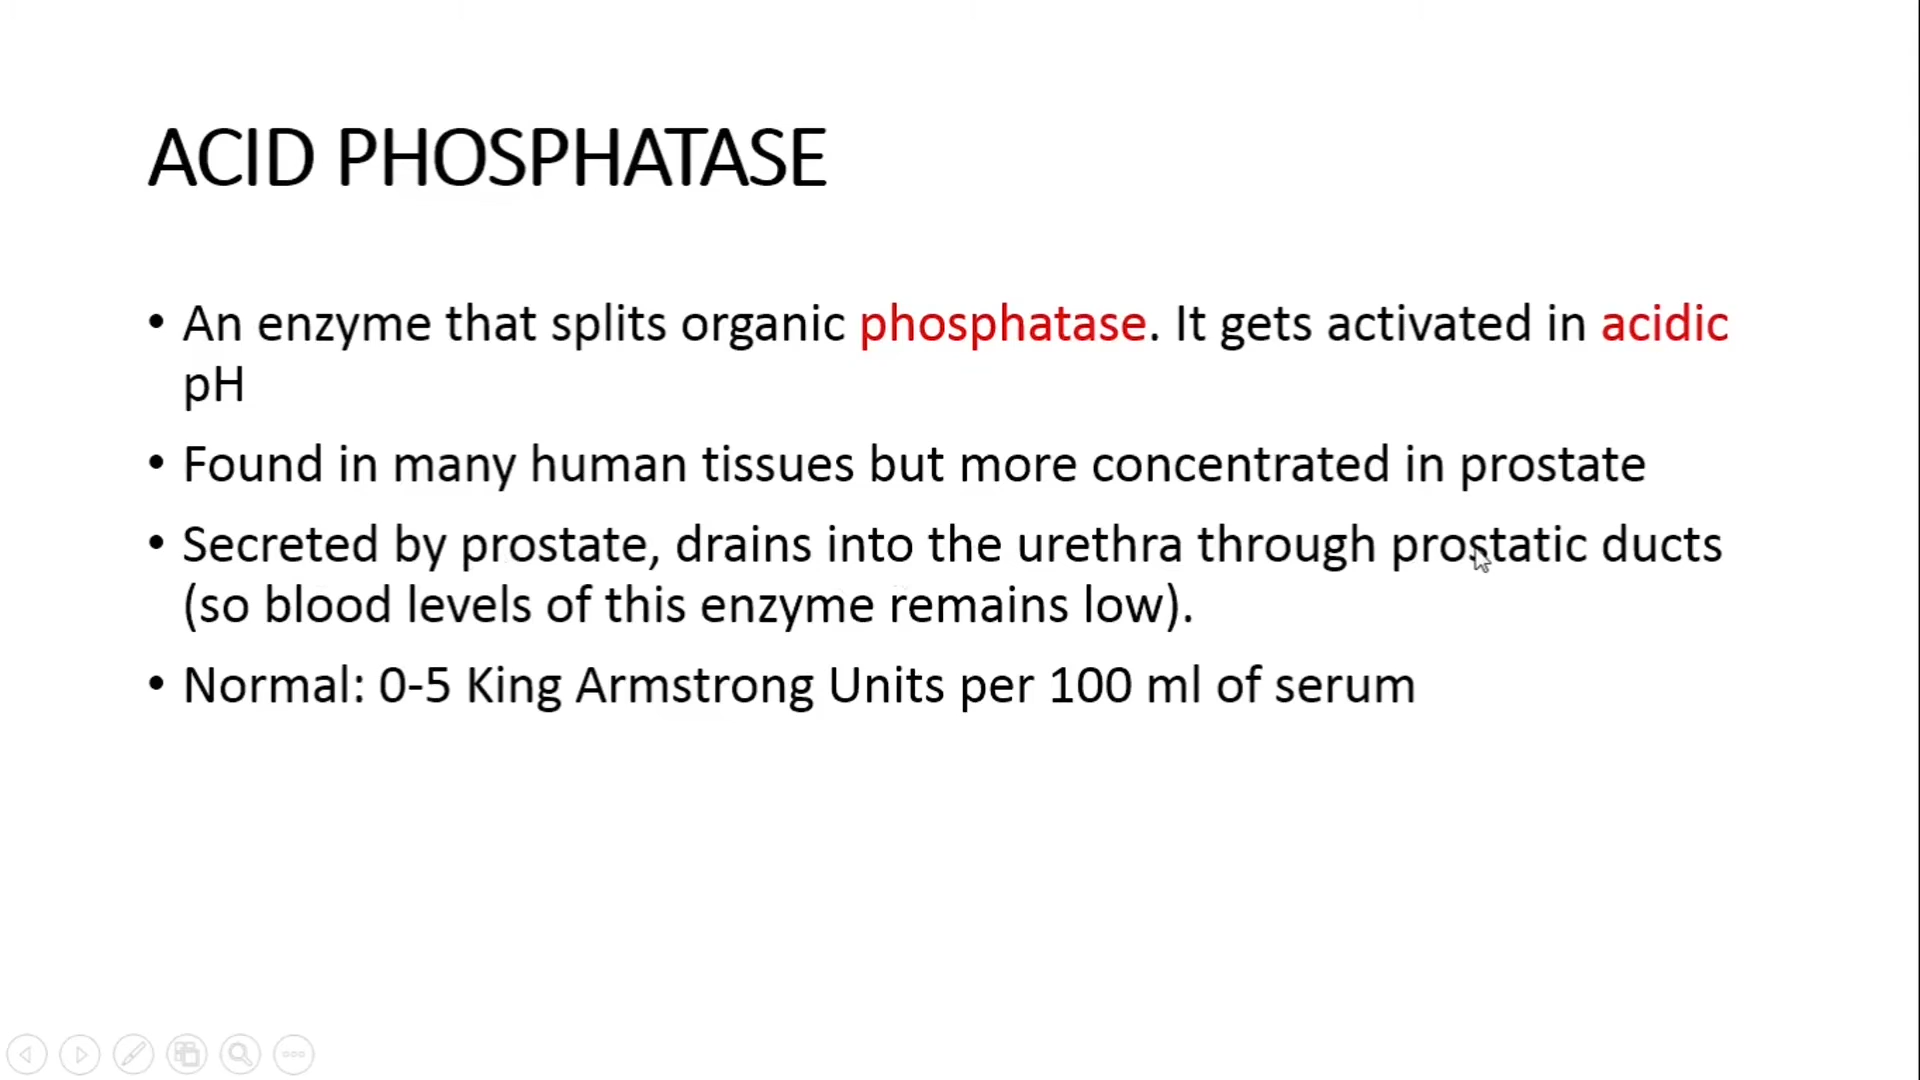 ACID PHOSPHATASE
• An enzyme that splits organic phosphatase. It gets activated in acidic
pH
• Found in many human tissues but more concentrated in prostate
• Secreted by prostate, drains into the urethra through prostatic ducts
(so blood levels of this enzyme remains low).
• Normal: 0-5 King Armstrong Units per 100 ml of serum